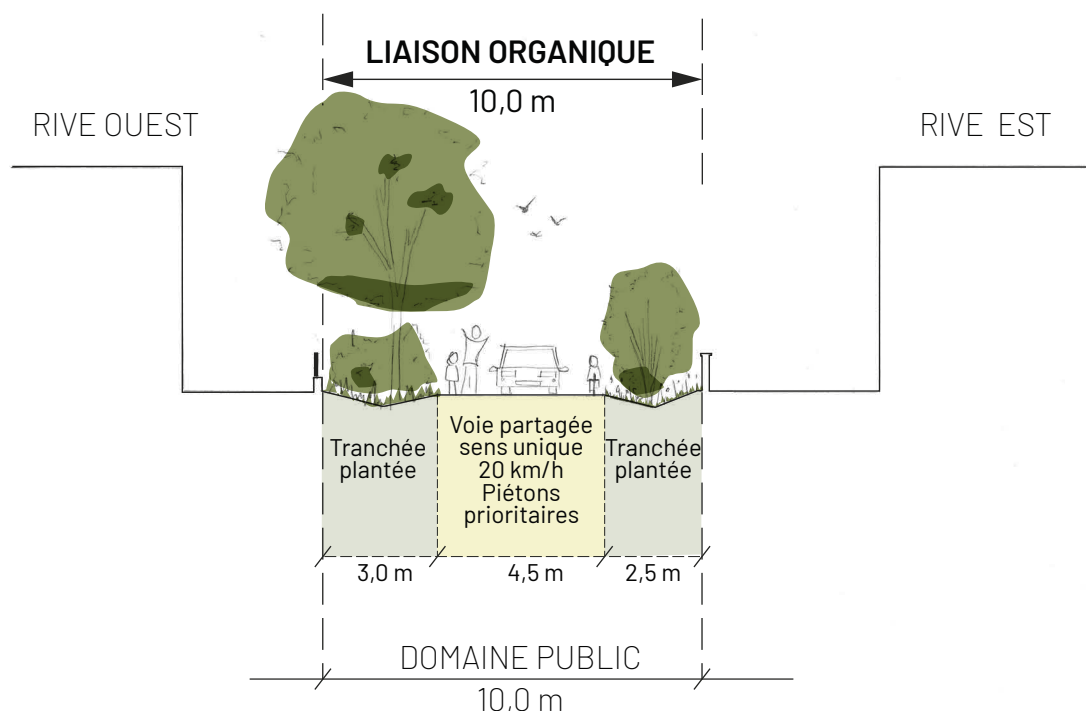 LIAISON ORGANIQUE
10,0 m
RIVE OUEST
RIVE EST
Tranchée
plantée
Voie partagée
sens unique
20 km/h
Piétons
prioritaires
Tranchée
plantée
3,0 m
4,5 m
2,5 m
DOMAINE PUBLIC
10,0 m